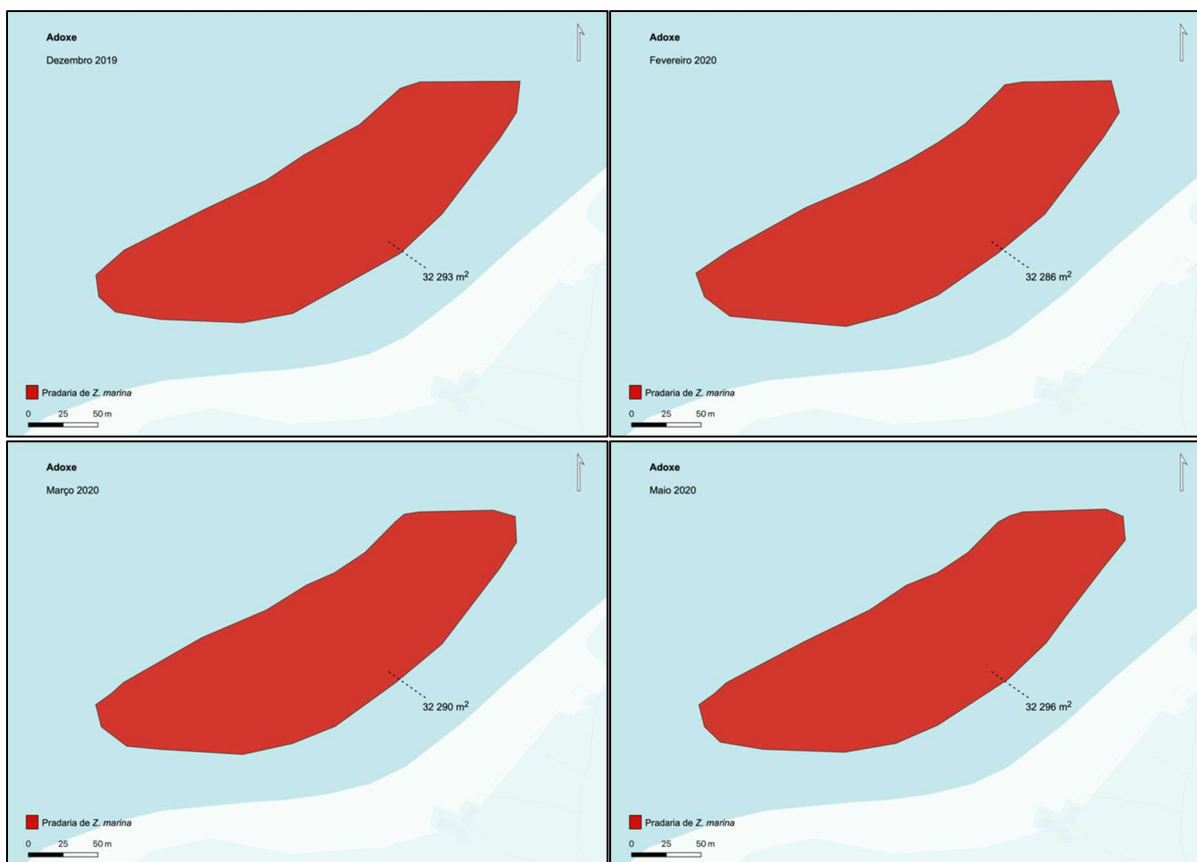 Adoxe
Dezembro 2019
32 293 m²
Pradaria de Z. marina
0 25 50 m
Adoxe
Fevereiro 2020
32 286 m²
Pradaria de Z. marina
0 25 50 m
Adoxe
Março 2020
32 290 m²
Pradaria de Z. marina
0 25 50 m
Adoxe
Maio 2020
32 296 m²
Pradaria de Z. marina
0 25 50 m